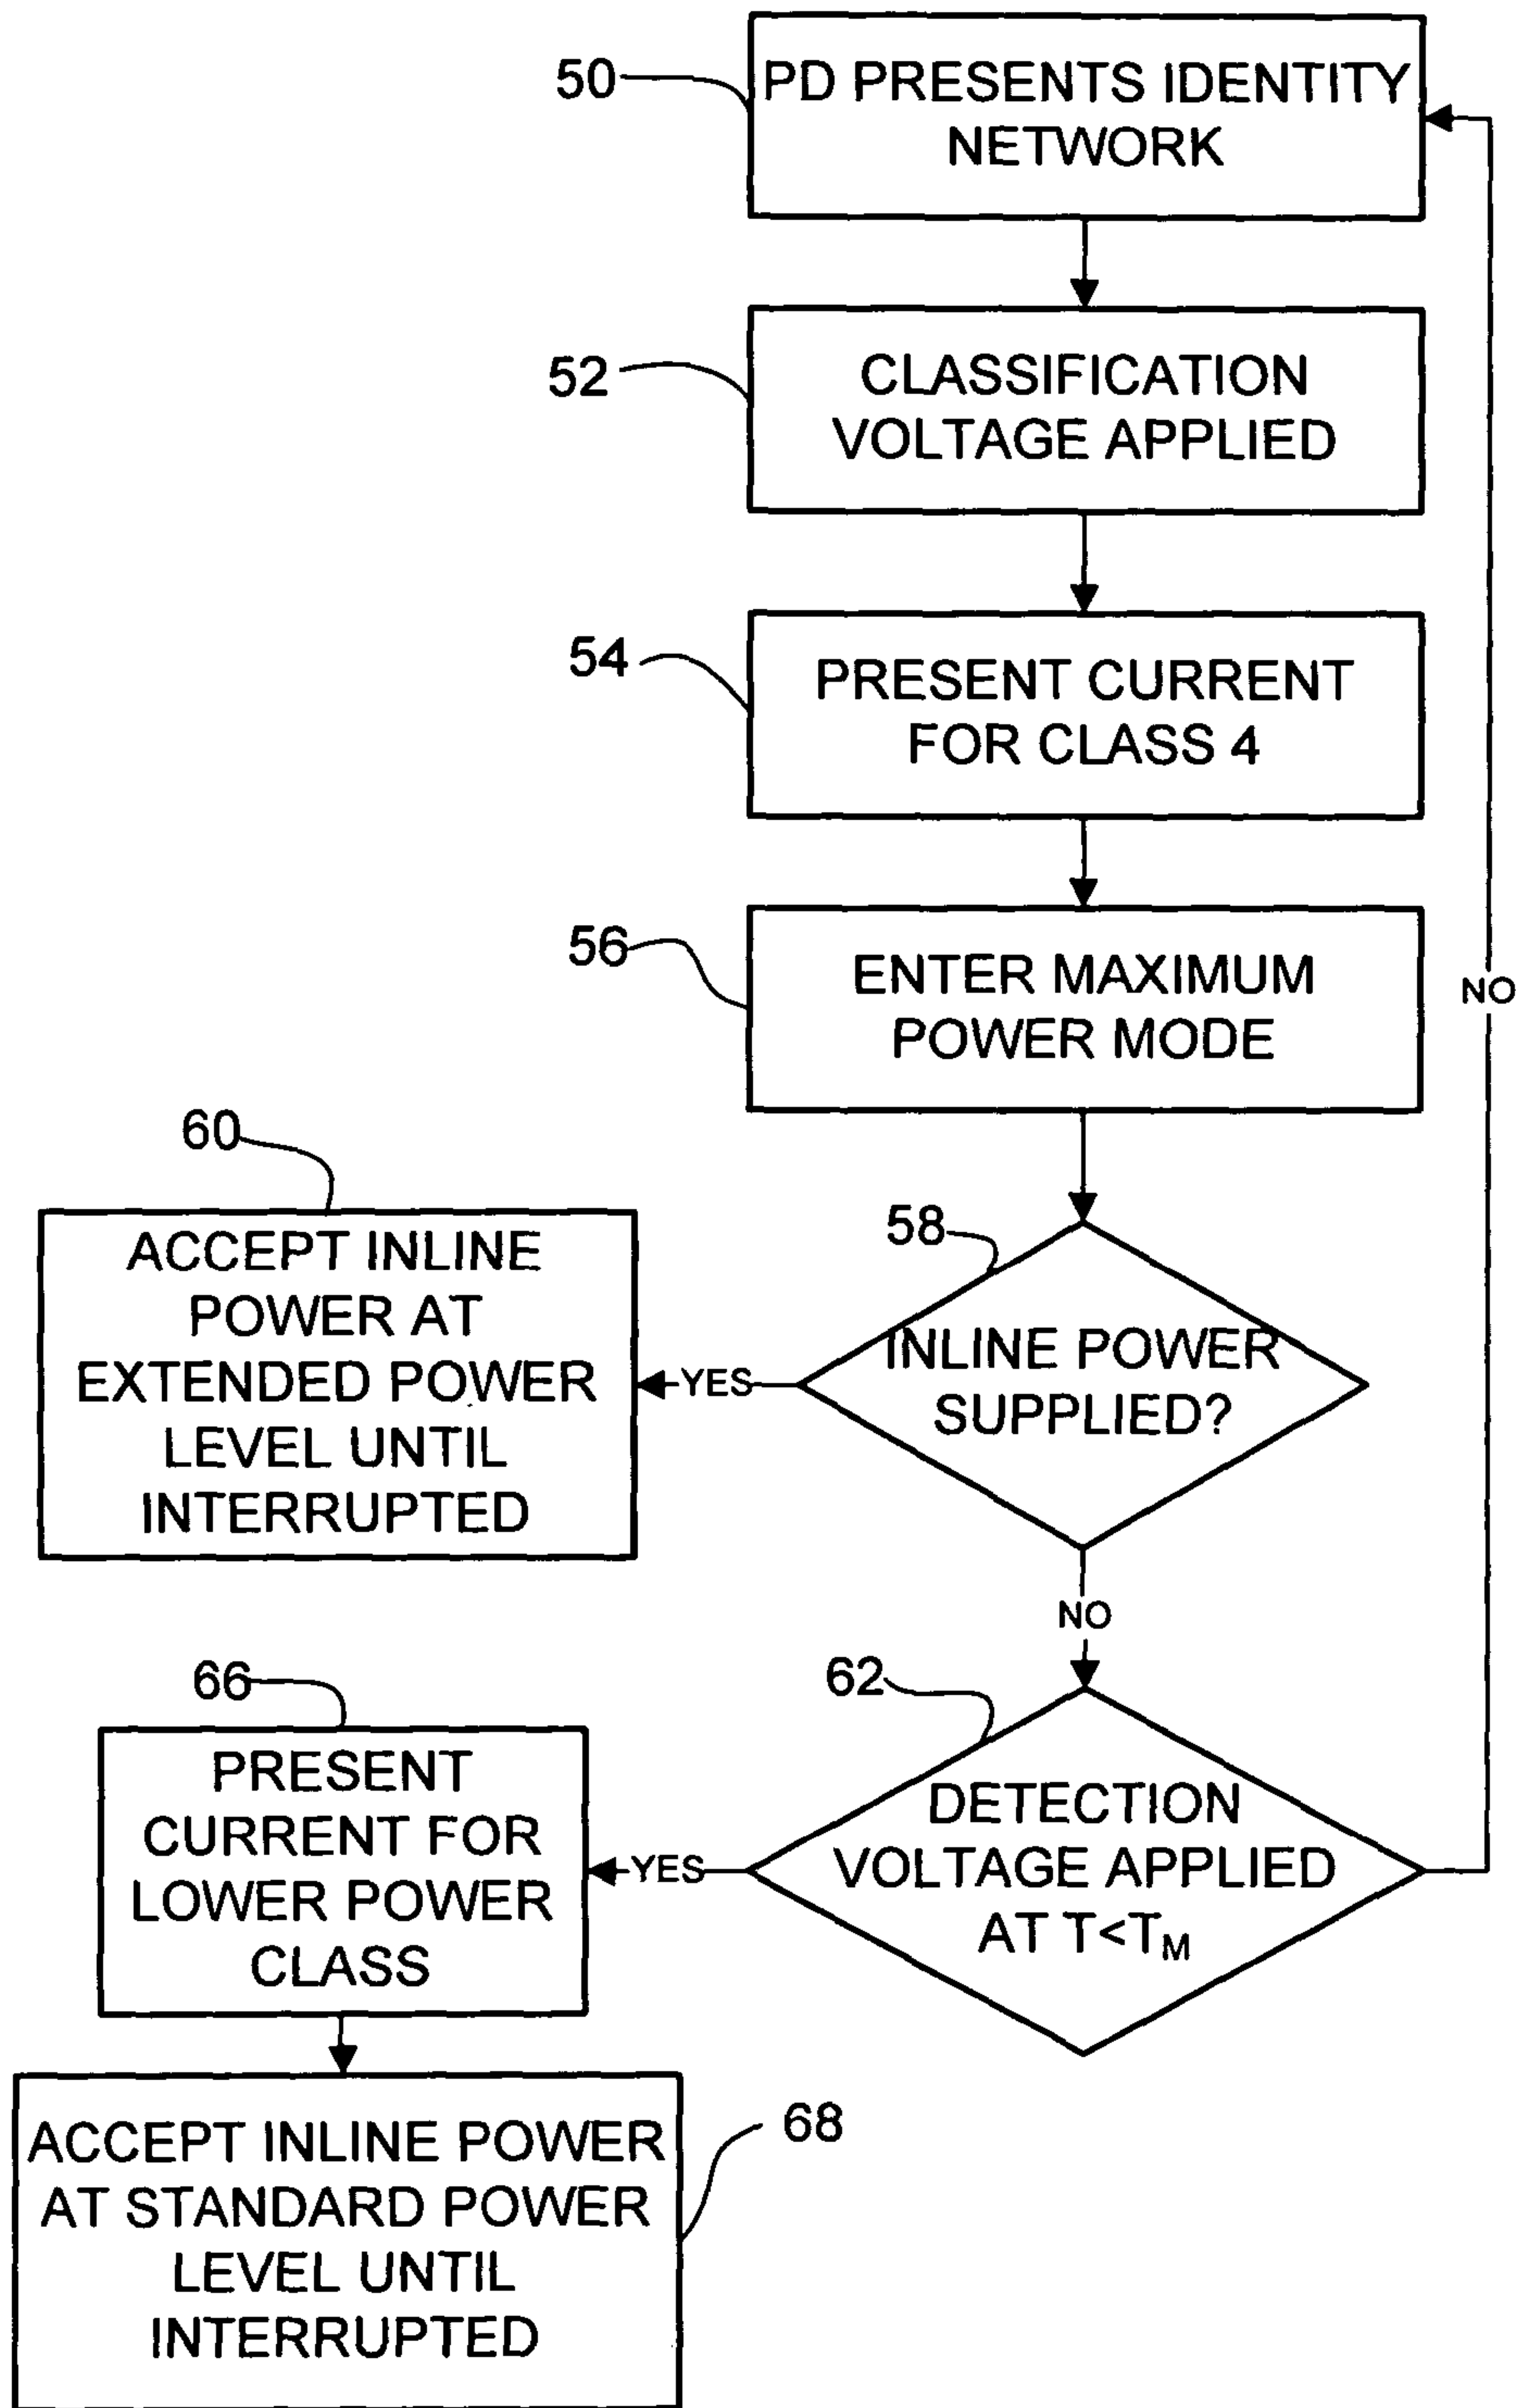 50
PD PRESENTS IDENTITY
NETWORK
52
CLASSIFICATION
VOLTAGE APPLIED
54
PRESENT CURRENT
FOR CLASS 4
56
ENTER MAXIMUM
POWER MODE
NO
60
ACCEPT INLINE
POWER AT
EXTENDED POWER
LEVEL UNTIL
INTERRUPTED
YES
58
INLINE POWER
SUPPLIED?
NO
66
PRESENT
CURRENT FOR
LOWER POWER
CLASS
YES
62
DETECTION
VOLTAGE APPLIED
AT T<TM
68
ACCEPT INLINE POWER
AT STANDARD POWER
LEVEL UNTIL
INTERRUPTED